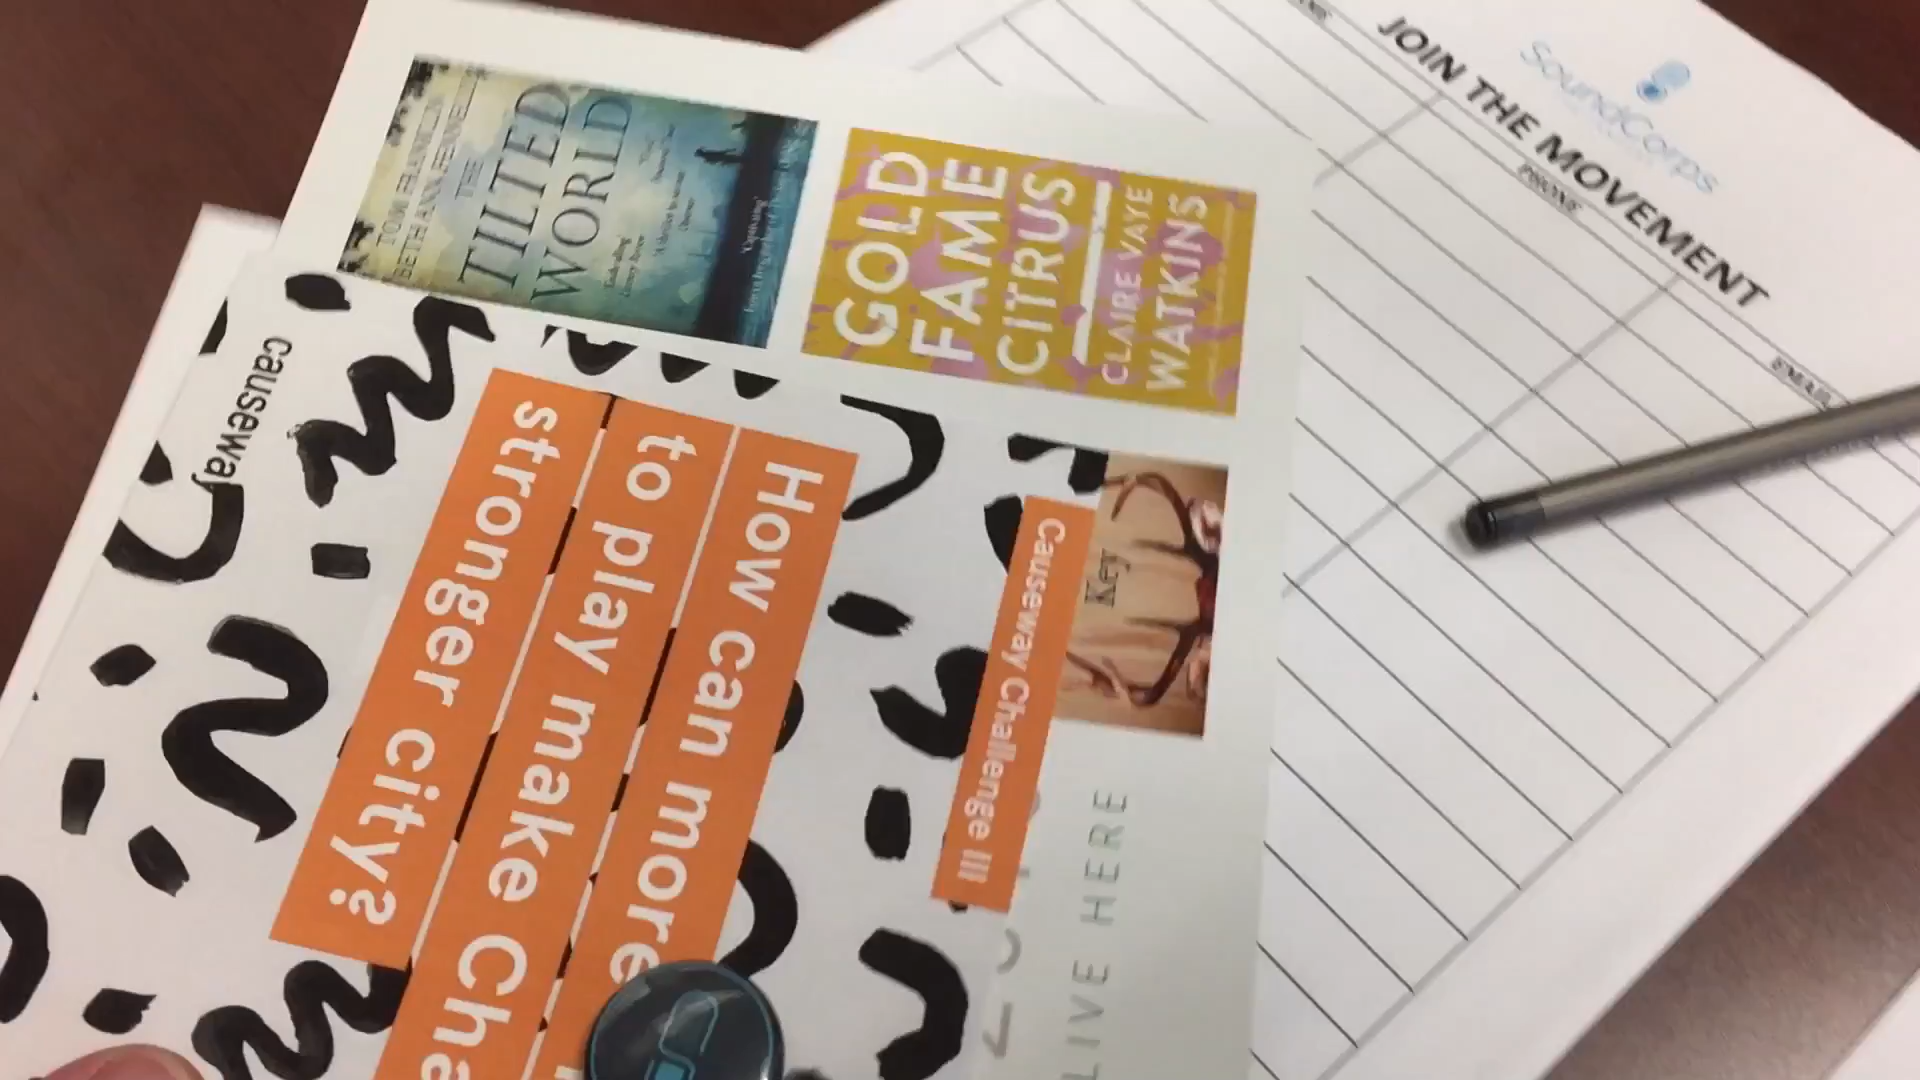 SoundCorps
JOIN THE MOVEMENT
PHONE
EMAIL
TOM FRANKLIN
BETH ANN FENNELLY
THE
TILTED
WORLD
'Captivating'
GOLD
FAME
CITRUS
CLAIRE VAYE
WATKINS
Key
LIVE HERE
Causeway Challenge III
How can more
to play make Cha
stronger city?
causeway